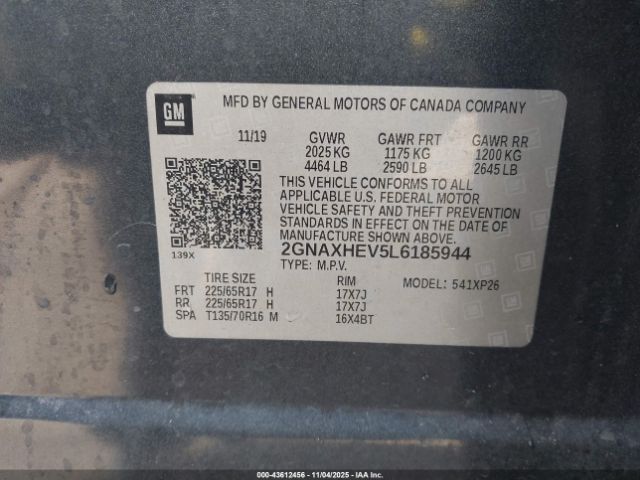 GM
MFD BY GENERAL MOTORS OF CANADA COMPANY
11/19 GVWR GAWR FRT GAWR RR
2025 KG 1175 KG 1200 KG
4464 LB 2590 LB 2645 LB
THIS VEHICLE CONFORMS TO ALL
APPLICABLE U.S. FEDERAL MOTOR
VEHICLE SAFETY AND THEFT PREVENTION
STANDARDS IN EFFECT ON THE DATE OF
MANUFACTURE SHOWN ABOVE.
139X
2GNAXHEV5L6185944
TYPE: M.P.V.
TIRE SIZE RIM MODEL: 541XP26
FRT 225/65R17 H 17X7J
RR 225/65R17 H 17X7J
SPA T135/70R16 M 16X4BT
000-43612456 - 11/04/2025 - IAA Inc.